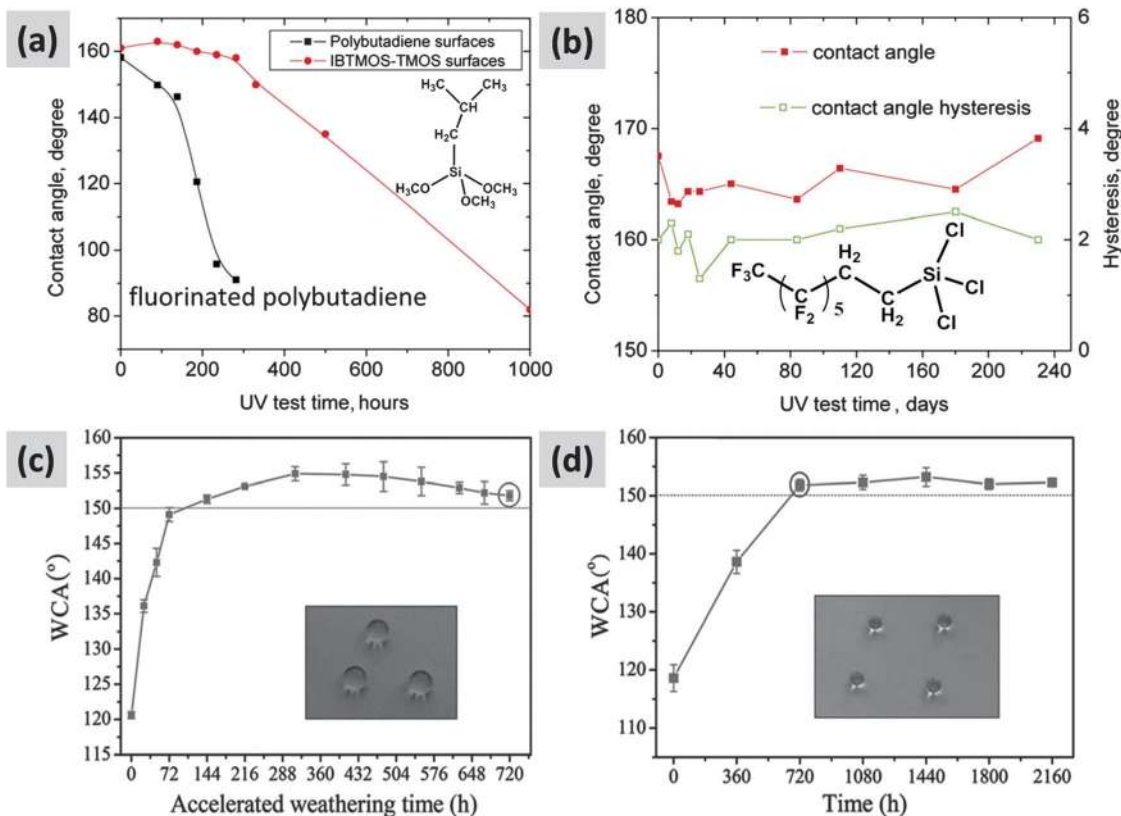 (a)
160
140
120
100
80
Contact angle, degree
Polybutadiene surfaces
IBTMOS-TMOS surfaces
H₃C CH₃
CH
H₂C
Si
H₃CO OCH₃
OCH₃
fluorinated polybutadiene
0 200 400 600 800 1000
UV test time, hours
(b)
180
170
160
150
Contact angle, degree
contact angle
contact angle hysteresis
6
4
2
0
Hysteresis, degree
H₂ Cl
F₃C C Si
( C ) C Cl
F₂ 5 H₂ Cl
0 40 80 120 160 200 240
UV test time , days
(c)
160
155
150
145
140
135
130
125
120
115
WCA(°)
0 72 144 216 288 360 432 504 576 648 720
Accelerated weathering time (h)
(d)
160
150
140
130
120
110
WCA(°)
0 360 720 1080 1440 1800 2160
Time (h)